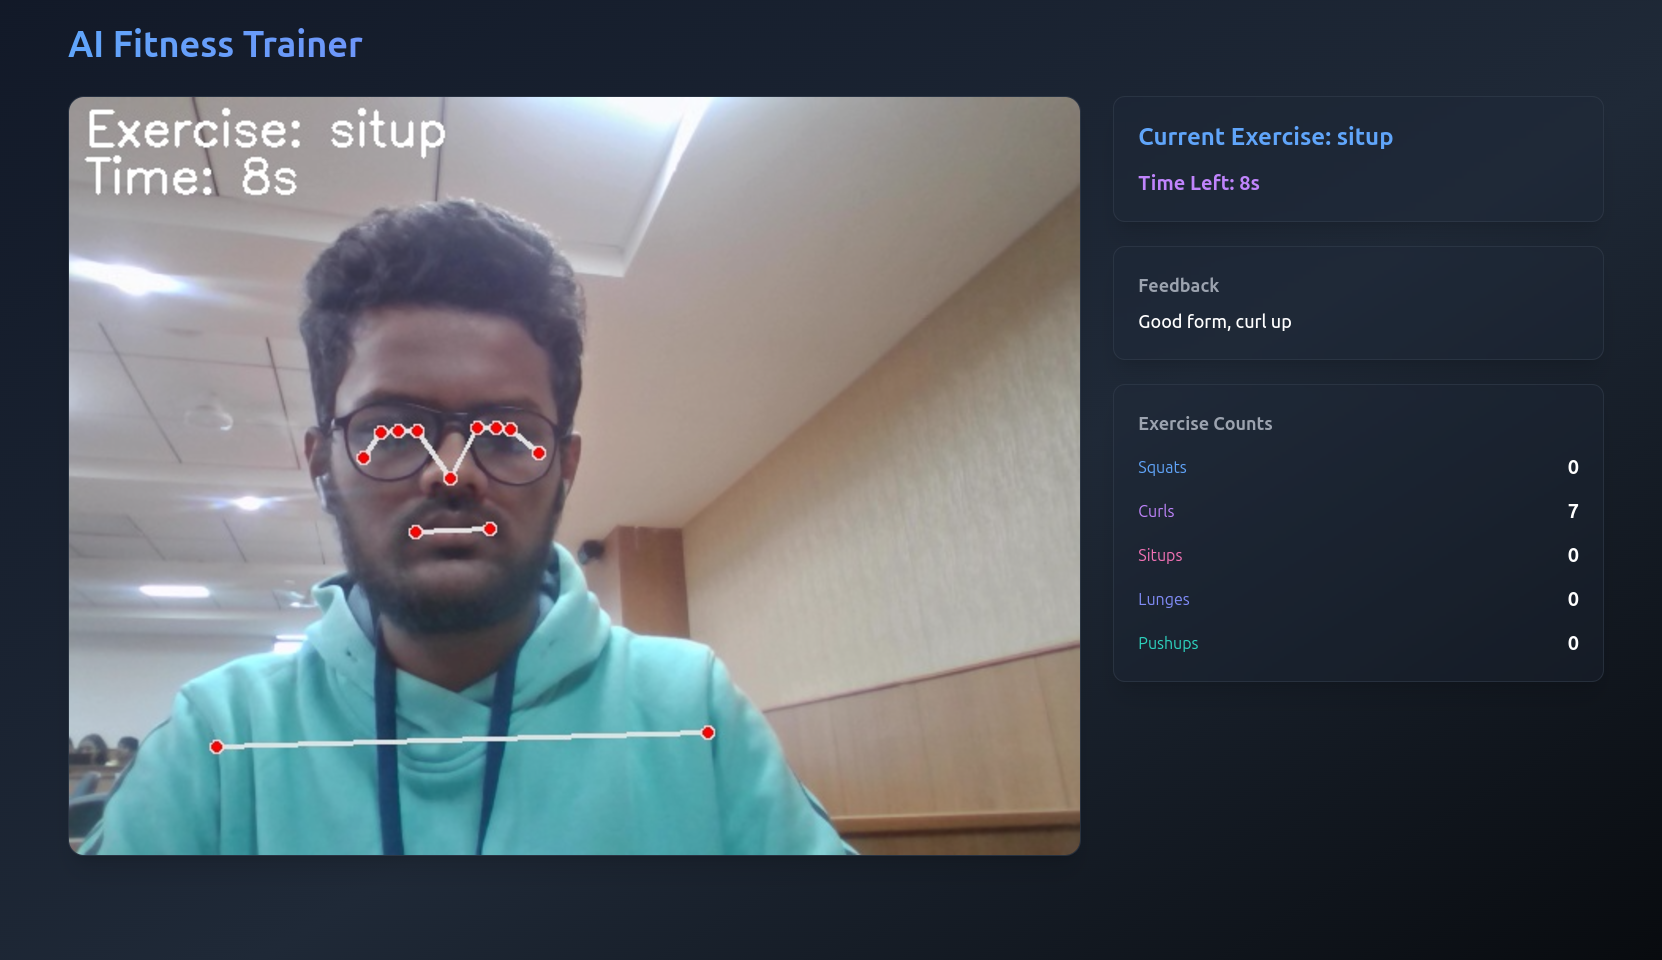 AI Fitness Trainer
Exercise: situp
Time: 8s
Current Exercise: situp
Time Left: 8s
Feedback
Good form, curl up
Exercise Counts
Squats 0
Curls 7
Situps 0
Lunges 0
Pushups 0